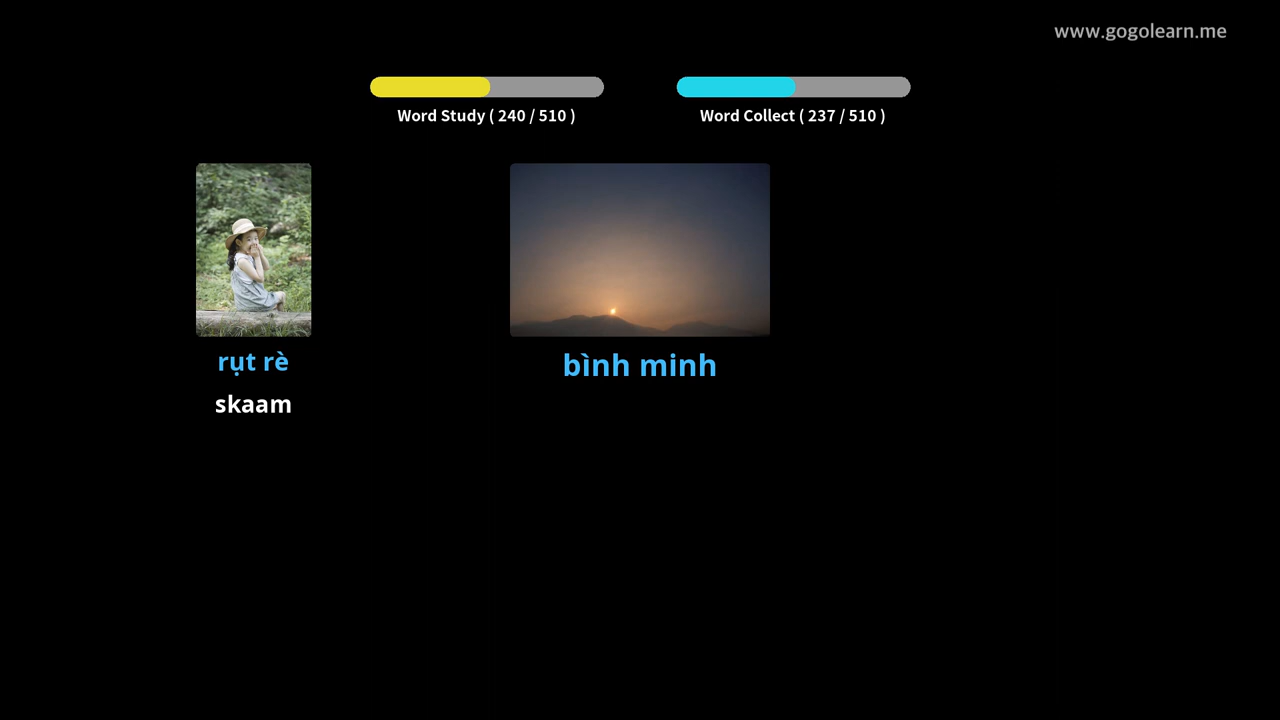 www.gogolearn.me
Word Study ( 240 / 510 )
Word Collect ( 237 / 510 )
rụt rè
skaam
bình minh